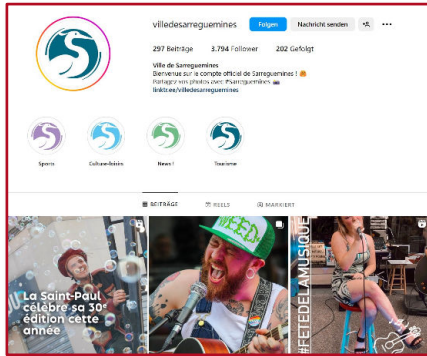 villedesarreguemines Folgen Nachricht senden
297 Beiträge 3.794 Follower 202 Gefolgt
Ville de Sarreguemines
Bienvenue sur le compte officiel de Sarreguemines !
Partagez vos photos avec #Sarreguemines
linktr.ee/villedesarreguemines
Sports Culture-loisirs News ! Tourisme
BEITRÄGE REELS MARKIERT
La Saint-Paul
célèbre sa 30e
édition cette
année
WEED
#FETEDELAMUSIQUE